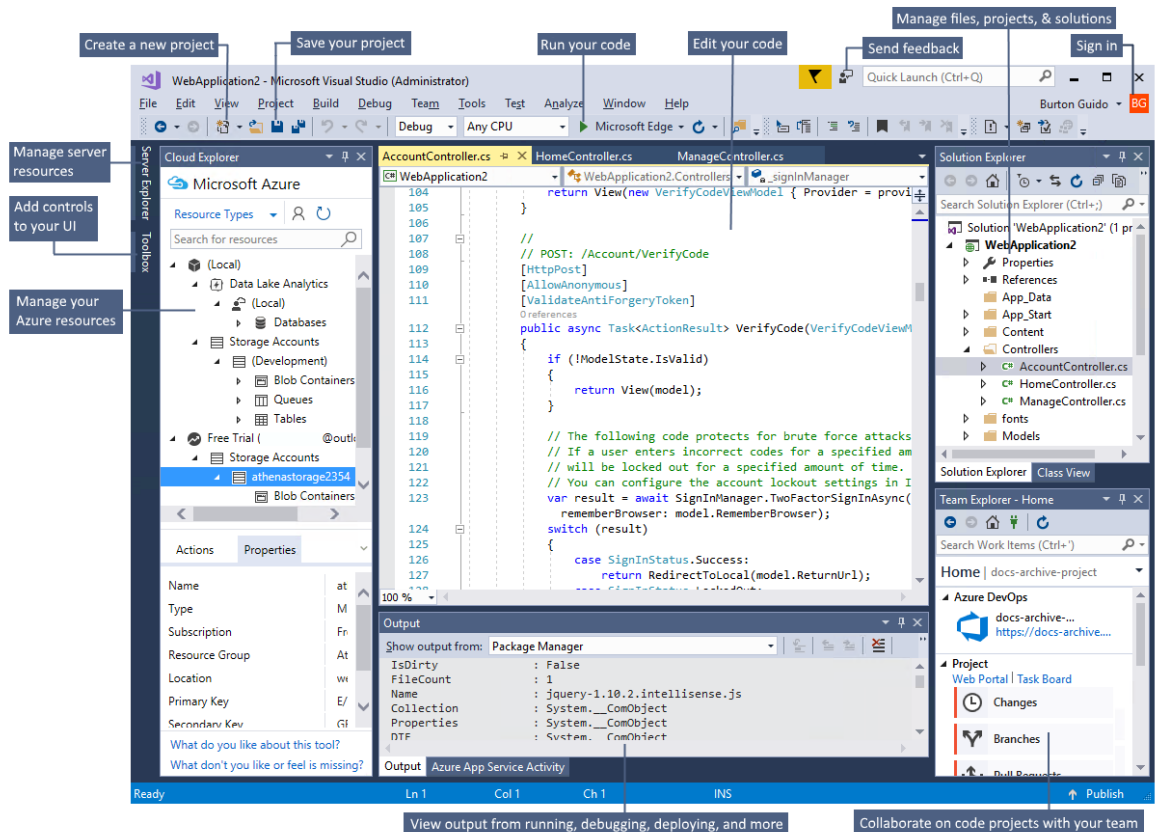 Manage files, projects, & solutions
Create a new project
Save your project
Run your code
Edit your code
Send feedback
Sign in
WebApplication2 - Microsoft Visual Studio (Administrator)
Quick Launch (Ctrl+Q)
File Edit View Project Build Debug Team Tools Test Analyze Window Help
Burton Guido
BG
Debug Any CPU Microsoft Edge
Manage server
resources
Add controls
to your UI
Manage your
Azure resources
Server Explorer
Toolbox
Cloud Explorer
Microsoft Azure
Resource Types
Search for resources
(Local)
Data Lake Analytics
(Local)
Databases
Storage Accounts
(Development)
Blob Containers
Queues
Tables
Free Trial ( @outl
Storage Accounts
athenastorage2354
Blob Containers
Actions Properties
Name at
Type M
Subscription Fr
Resource Group At
Location we
Primary Key E/
Secondary Key GF
What do you like about this tool?
What don't you like or feel is missing?
AccountController.cs HomeController.cs ManageController.cs
C# WebApplication2 WebApplication2.Controllers _signInManager
104 return View(new VerifyCodeViewModel { Provider = provi
105 }
106
107 //
108 // POST: /Account/VerifyCode
109 [HttpPost]
110 [AllowAnonymous]
111 [ValidateAntiForgeryToken]
0 references
112 public async Task<ActionResult> VerifyCode(VerifyCodeViewM
113 {
114 if (!ModelState.IsValid)
115 {
116 return View(model);
117 }
118
119 // The following code protects for brute force attacks
120 // If a user enters incorrect codes for a specified am
121 // will be locked out for a specified amount of time.
122 // You can configure the account lockout settings in I
123 var result = await SignInManager.TwoFactorSignInAsync(
rememberBrowser: model.RememberBrowser);
124 switch (result)
125 {
126 case SignInStatus.Success:
127 return RedirectToLocal(model.ReturnUrl);
128 case SignInStatus.LockedOut:
100 %
Output
Show output from: Package Manager
IsDirty : False
FileCount : 1
Name : jquery-1.10.2.intellisense.js
Collection : System.__ComObject
Properties : System.__ComObject
DTE : System.__ComObject
Output Azure App Service Activity
Solution Explorer
Search Solution Explorer (Ctrl+;)
Solution 'WebApplication2' (1 pr
WebApplication2
Properties
References
App_Data
App_Start
Content
Controllers
C# AccountController.cs
C# HomeController.cs
C# ManageController.cs
fonts
Models
Solution Explorer Class View
Team Explorer - Home
Search Work Items (Ctrl+')
Home | docs-archive-project
Azure DevOps
docs-archive-...
https://docs-archive....
Project
Web Portal | Task Board
Changes
Branches
Pull Requests
Ready Ln 1 Col 1 Ch 1 INS Publish
View output from running, debugging, deploying, and more
Collaborate on code projects with your team